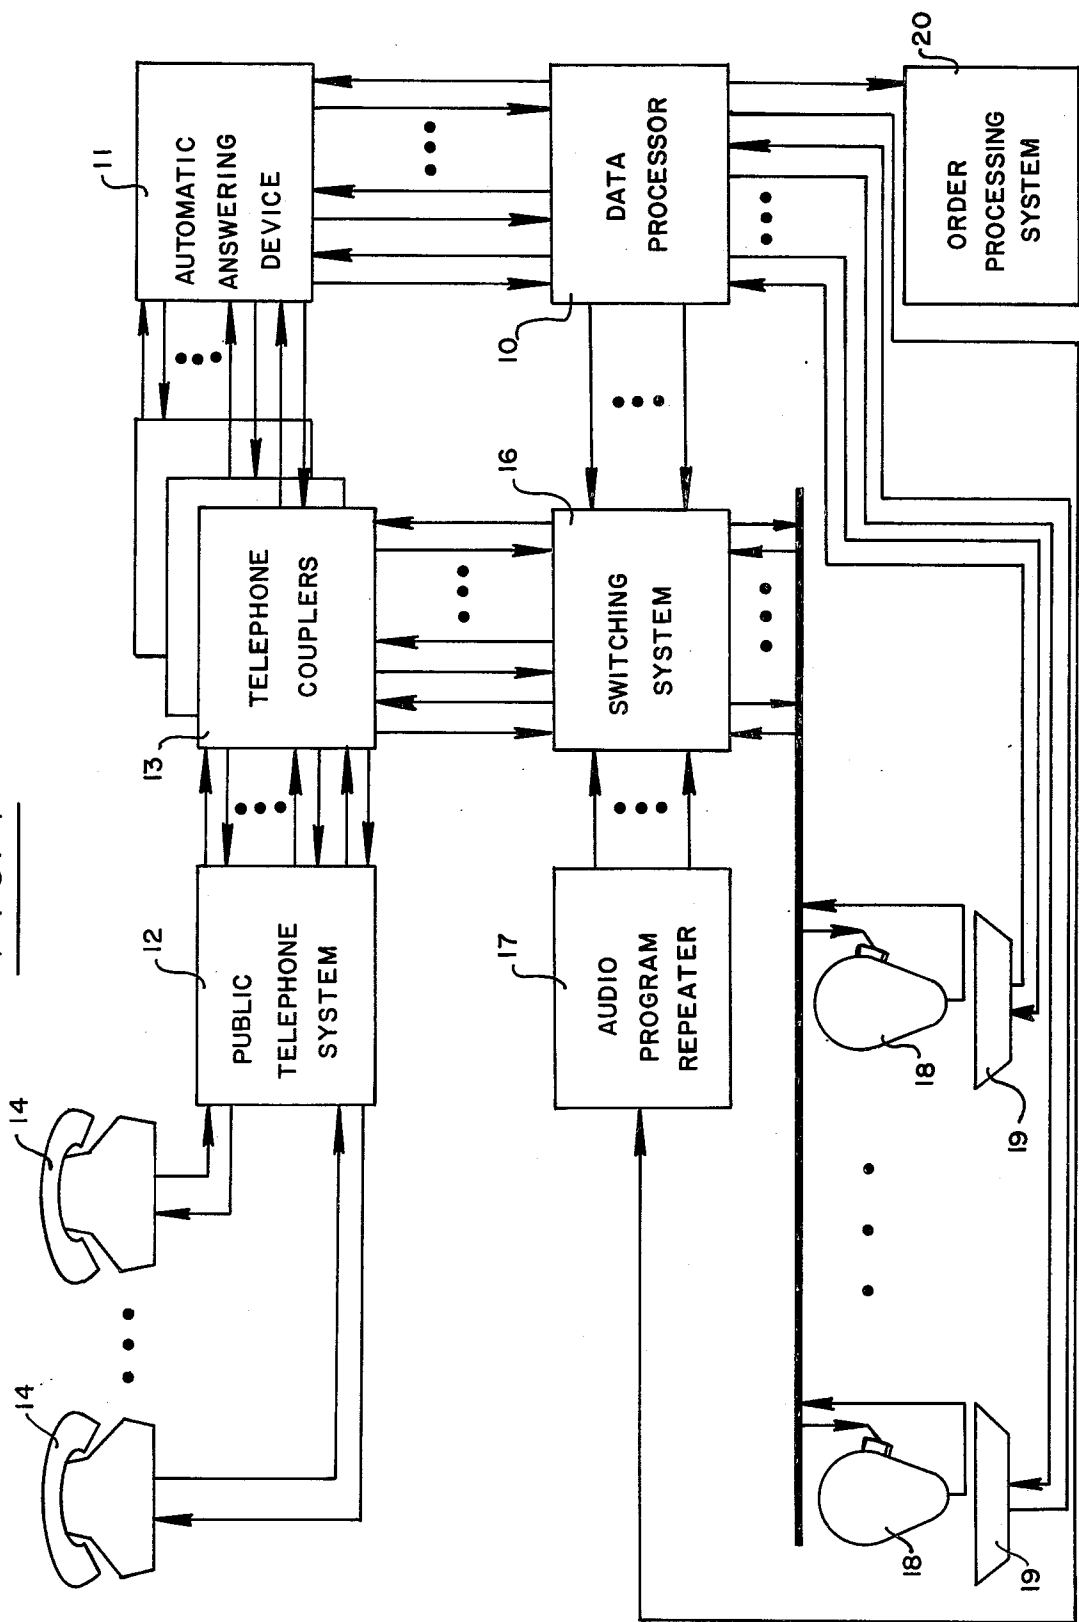 14
14
12
13
11
PUBLIC
TELEPHONE
SYSTEM
TELEPHONE
COUPLERS
AUTOMATIC
ANSWERING
DEVICE
17
16
10
AUDIO
PROGRAM
REPEATER
SWITCHING
SYSTEM
DATA
PROCESSOR
18
18
19
19
20
ORDER
PROCESSING
SYSTEM